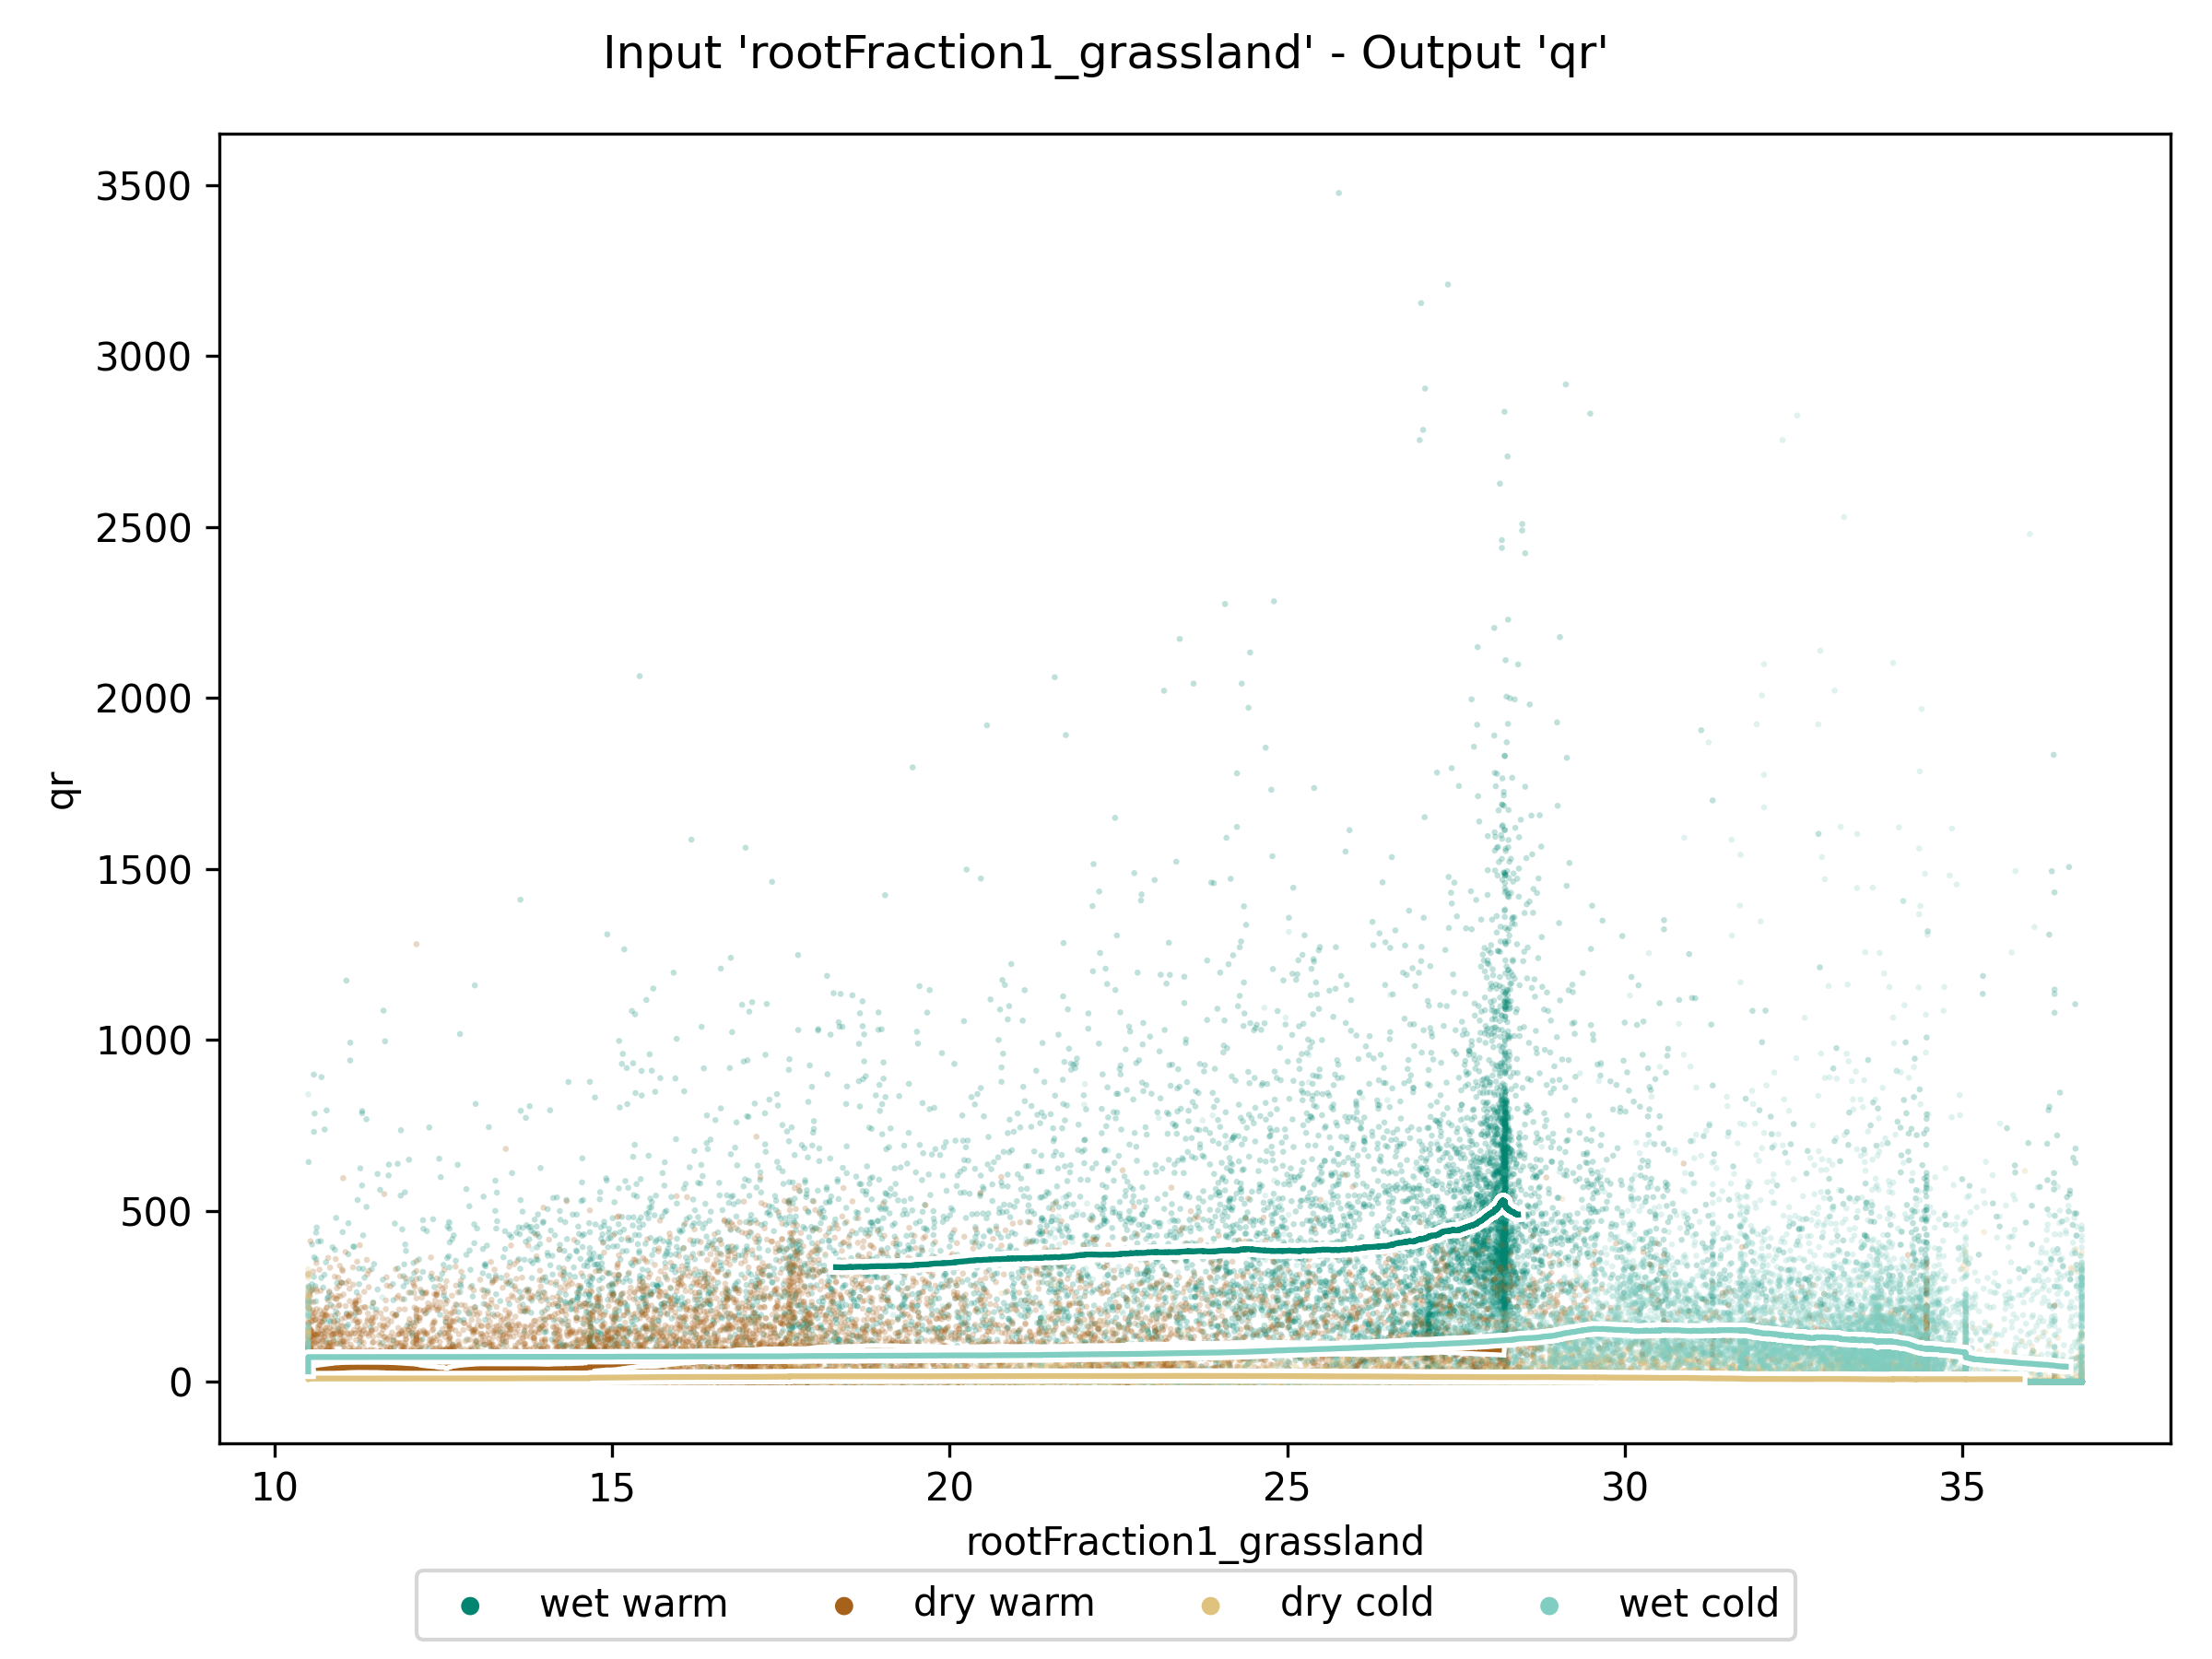 Input 'rootFraction1_grassland' - Output 'qr'
3500
3000
2500
2000
1500
1000
500
0
qr
10 15 20 25 30 35
rootFraction1_grassland
wet warm dry warm dry cold wet cold